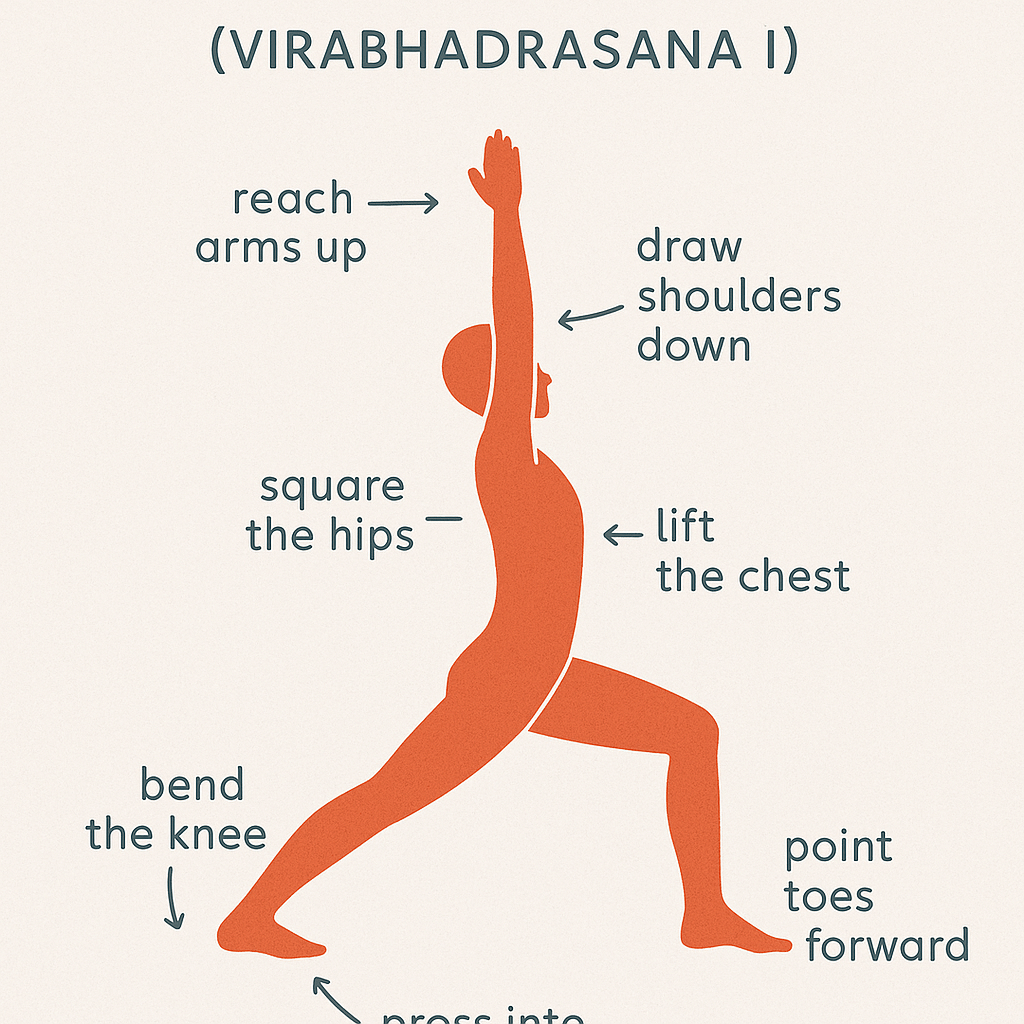 (VIRABHADRASANA I)
reach
arms up
draw
shoulders
down
square
the hips
lift
the chest
bend
the knee
point
toes
forward
press into